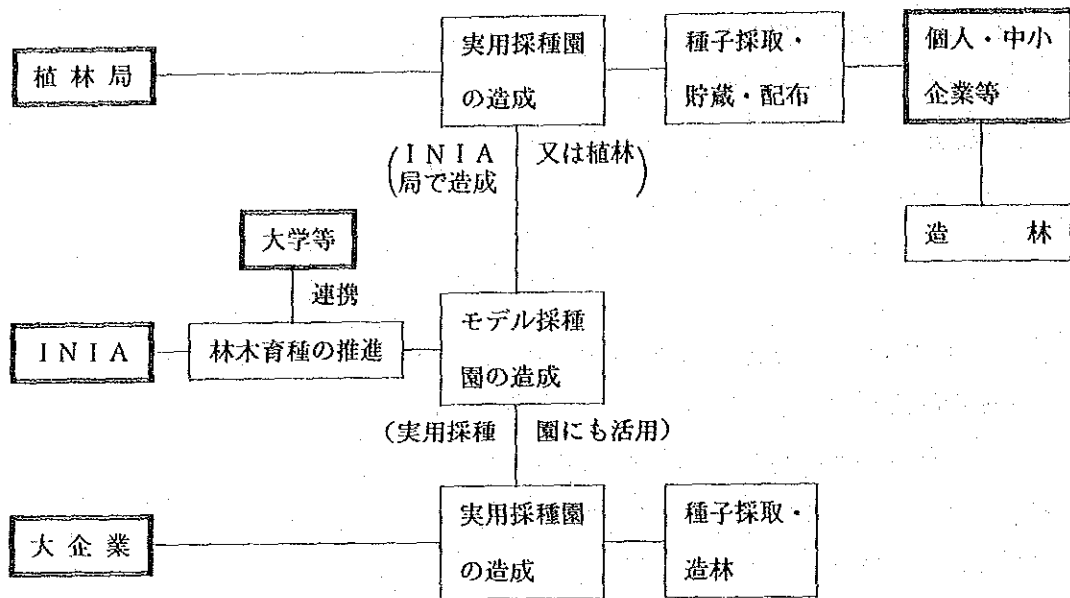 植林局
実用採種園
の造成
種子採取・
貯蔵・配布
個人・中小
企業等
(INIA 又は植林)
局で造成
造 林
大学等
連携
INIA
林木育種の推進
モデル採種
園の造成
(実用採種 園にも活用)
大企業
実用採種園
の造成
種子採取・
造林